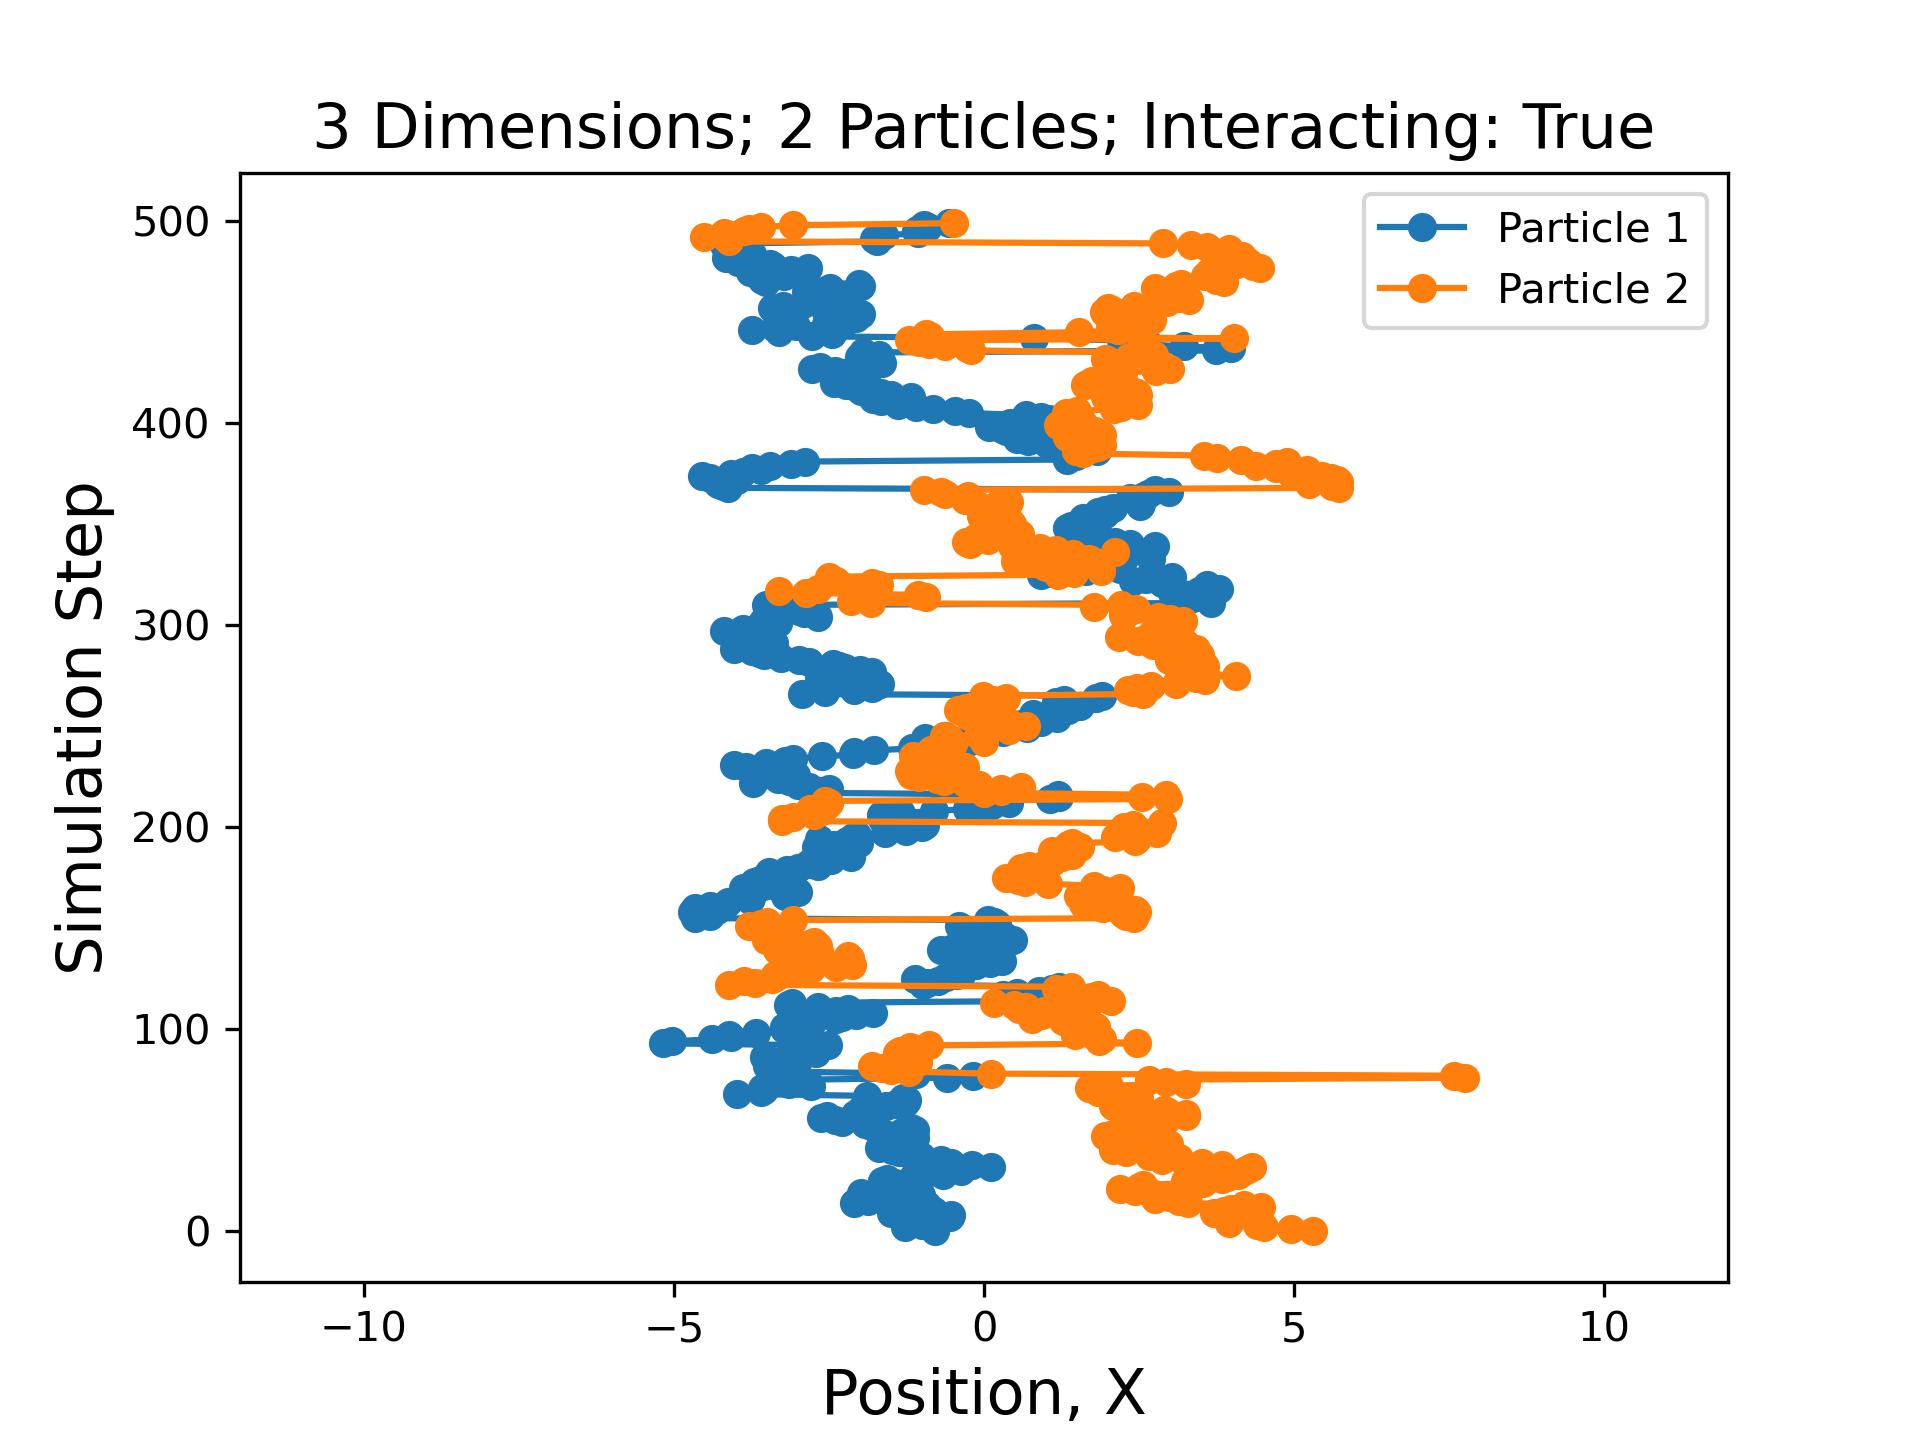 3 Dimensions; 2 Particles; Interacting: True
Particle 1
Particle 2
500
400
300
200
100
0
Simulation Step
−10
−5
0
5
10
Position, X